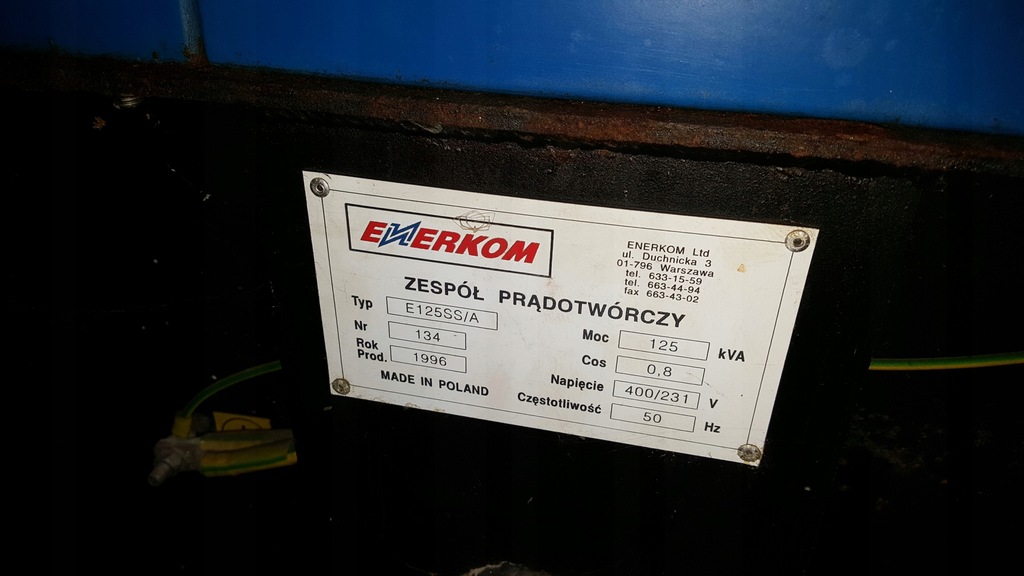 ENERKOM
ENERKOM Ltd
ul. Duchnicka 3
01-796 Warszawa
tel. 633-15-59
tel. 663-44-94
fax 663-43-02
ZESPÓŁ PRĄDOTWÓRCZY
Typ E125SS/A
Nr 134
Rok Prod. 1996
MADE IN POLAND
Moc 125 kVA
Cos 0,8
Napięcie 400/231 V
Częstotliwość 50 Hz